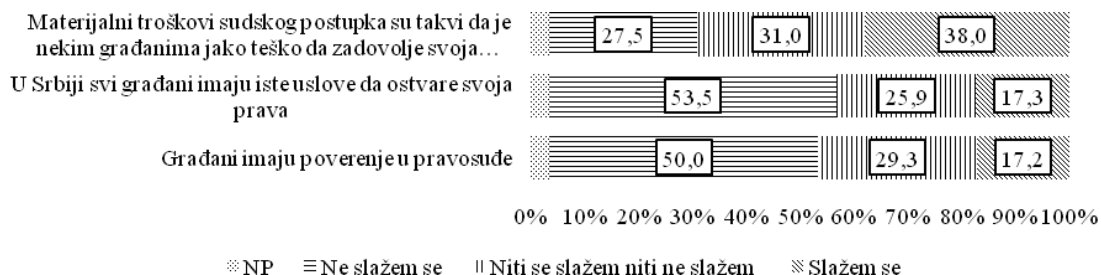 Materijalni troškovi sudskog postupka su takvi da je
nekim građanima jako teško da zadovolje svoja…
27,5 31,0 38,0
U Srbiji svi građani imaju iste uslove da ostvare svoja
prava
53,5 25,9 17,3
Građani imaju poverenje u pravosuđe
50,0 29,3 17,2
0% 10% 20% 30% 40% 50% 60% 70% 80% 90% 100%
NP Ne slažem se Niti se slažem niti ne slažem Slažem se